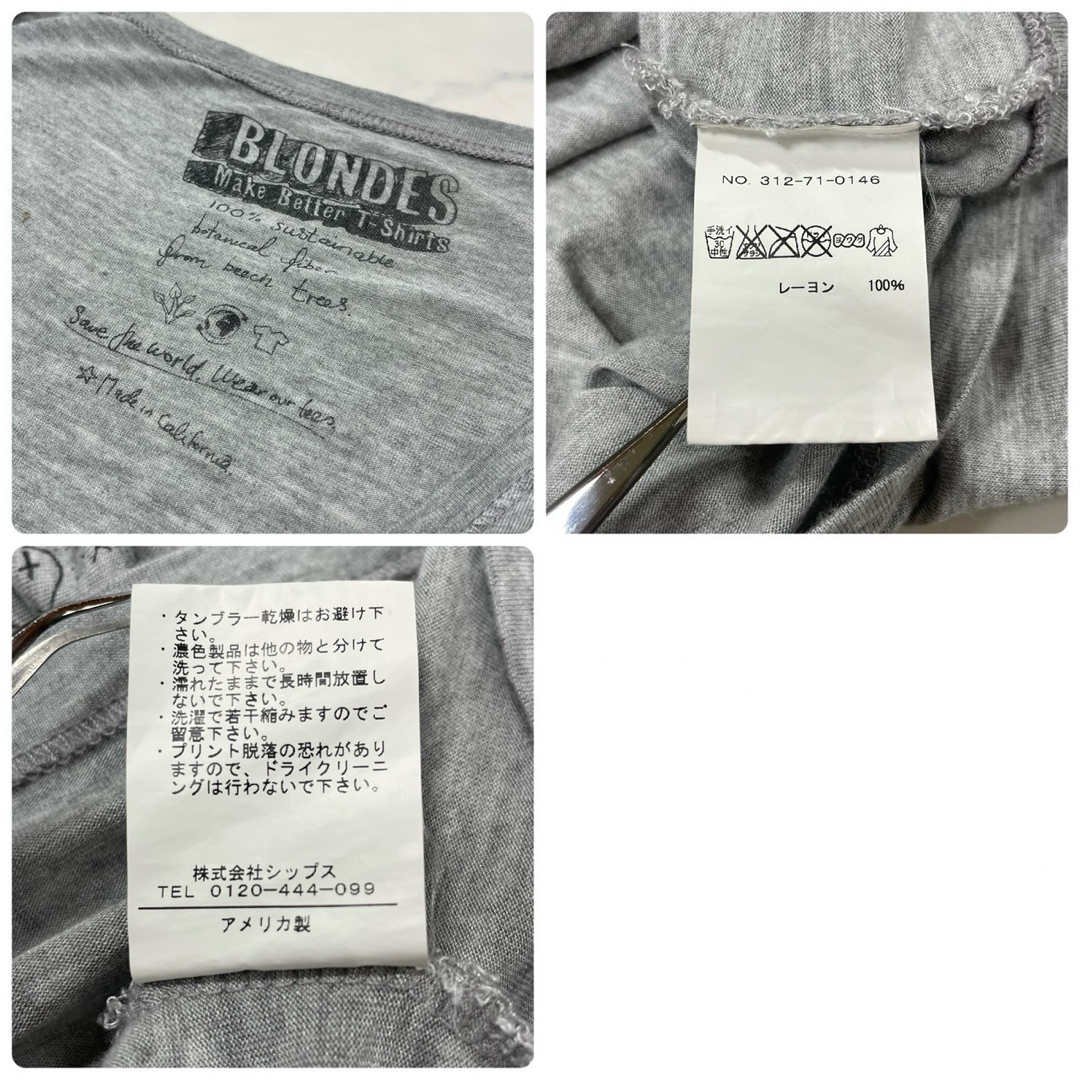 BLONDES
Make Better T-Shirts
100% sustainable
botanical fiber
from beech trees.
Save the world. Wear our tees.
Made in California.
NO. 312-71-0146
手洗イ
30
中性
ヨワク
レーヨン 100%
・タンブラー乾燥はお避け下
さい。
・濃色製品は他の物と分けて
洗って下さい。
・濡れたままで長時間放置し
ないで下さい。
・洗濯で若干縮みますのでご
留意下さい。
・プリント脱落の恐れがあり
ますので、ドライクリーニ
ングは行わないで下さい。
株式会社シップス
TEL 0120-444-099
アメリカ製